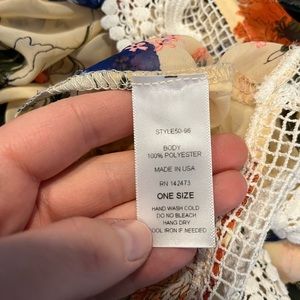 STYLE50-96
BODY
100% POLYESTER
MADE IN USA
RN 142473
ONE SIZE
HAND WASH COLD
DO NOT BLEACH
HANG DRY
COOL IRON IF NEEDED